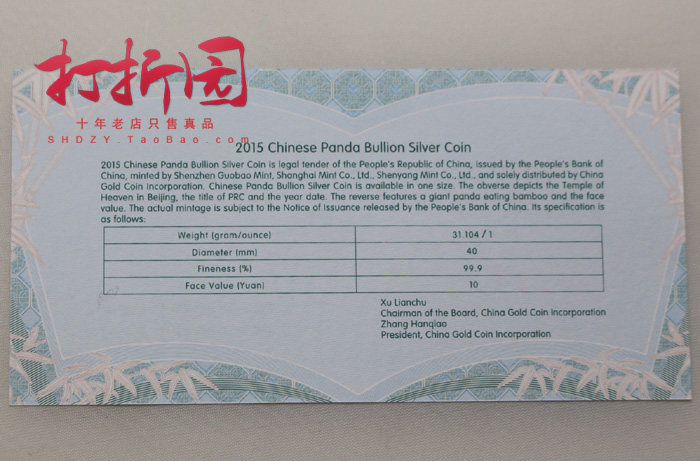 打折园
十年老店只售真品
SHDZY.TaoBao.com
2015 Chinese Panda Bullion Silver Coin
2015 Chinese Panda Bullion Silver Coin is legal tender of the People's Republic of China, issued by the People's Bank of
China, minted by Shenzhen Guobao Mint, Shanghai Mint Co., Ltd., Shenyang Mint Co., Ltd., and solely distributed by China
Gold Coin Incorporation. Chinese Panda Bullion Silver Coin is available in one size. The obverse depicts the Temple of
Heaven in Beijing, the title of PRC and the year date. The reverse features a giant panda eating bamboo and the face
value. The actual mintage is subject to the Notice of Issuance released by the People's Bank of China. Its specification is
as follows:
Weight (gram/ounce) 31.104 / 1
Diameter (mm) 40
Fineness (%) 99.9
Face Value (Yuan) 10
Xu Lianchu
Chairman of the Board, China Gold Coin Incorporation
Zhang Hanqiao
President, China Gold Coin Incorporation